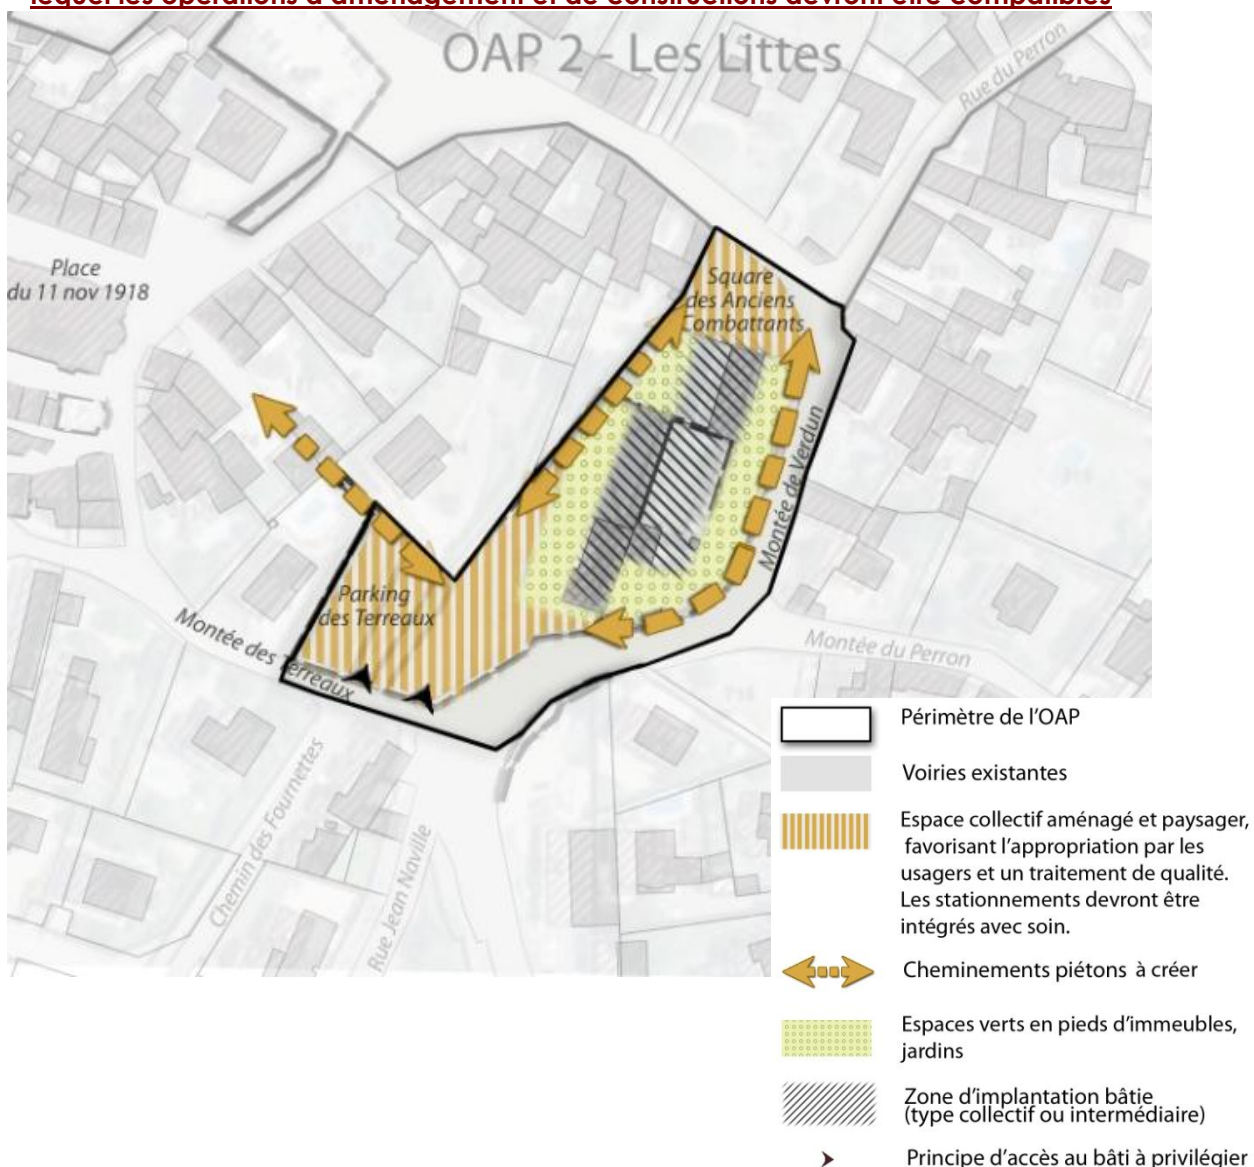 lequel les opérations d'aménagement et de constructions devront être compatibles
OAP 2 - Les Littes
Rue du Perron
Place
du 11 nov 1918
Square
des Anciens
Combattants
Montée de Verdun
Parking
des Terreaux
Montée des Terreaux
Montée du Perron
Chemin des Fournettes
Rue Jean Noville
Périmètre de l'OAP
Voiries existantes
Espace collectif aménagé et paysager,
favorisant l'appropriation par les
usagers et un traitement de qualité.
Les stationnements devront être
intégrés avec soin.
Cheminements piétons à créer
Espaces verts en pieds d'immeubles,
jardins
Zone d'implantation bâtie
(type collectif ou intermédiaire)
Principe d'accès au bâti à privilégier